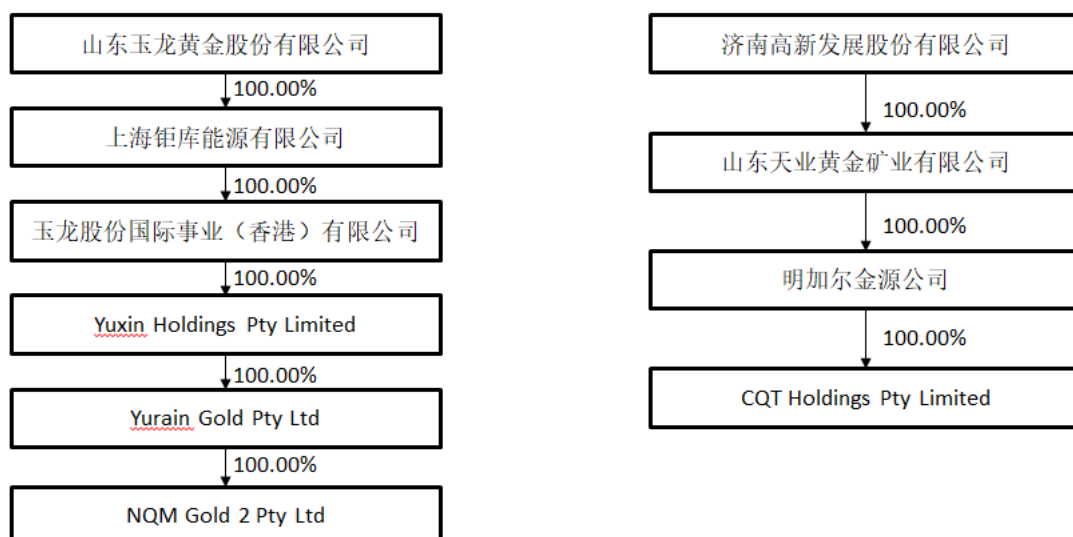 山东玉龙黄金股份有限公司
100.00%
上海钜库能源有限公司
100.00%
玉龙股份国际事业（香港）有限公司
100.00%
Yuxin Holdings Pty Limited
100.00%
Yurain Gold Pty Ltd
100.00%
NQM Gold 2 Pty Ltd
济南高新发展股份有限公司
100.00%
山东天业黄金矿业有限公司
100.00%
明加尔金源公司
100.00%
CQT Holdings Pty Limited